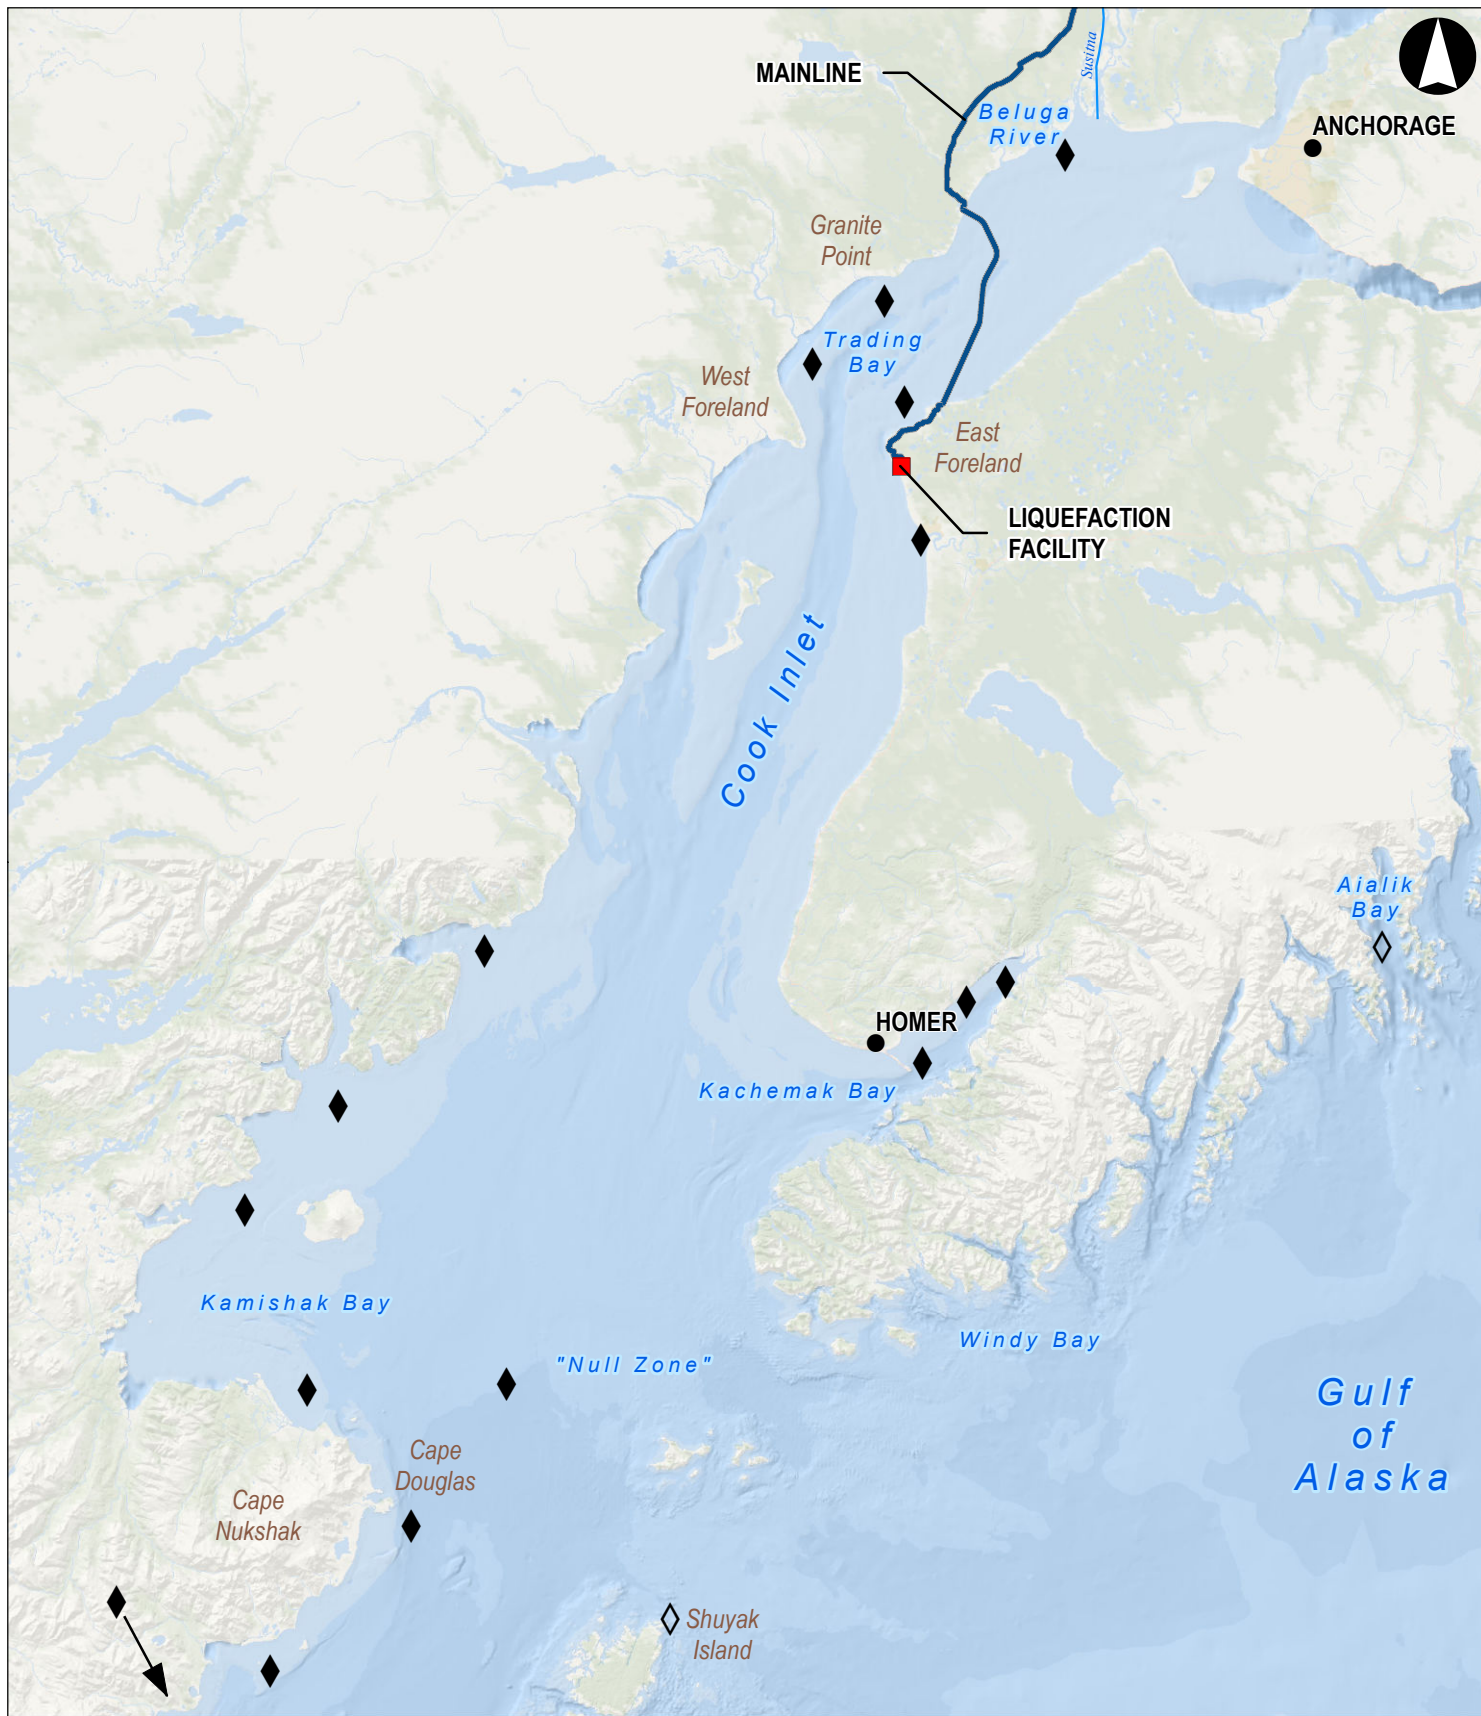 MAINLINE
Susitna
Beluga
River
ANCHORAGE
Granite
Point
Trading
Bay
West
Foreland
East
Foreland
LIQUEFACTION
FACILITY
Cook Inlet
Aialik
Bay
HOMER
Kachemak Bay
Kamishak Bay
Windy Bay
"Null Zone"
Gulf
of
Alaska
Cape
Douglas
Cape
Nukshak
Shuyak
Island